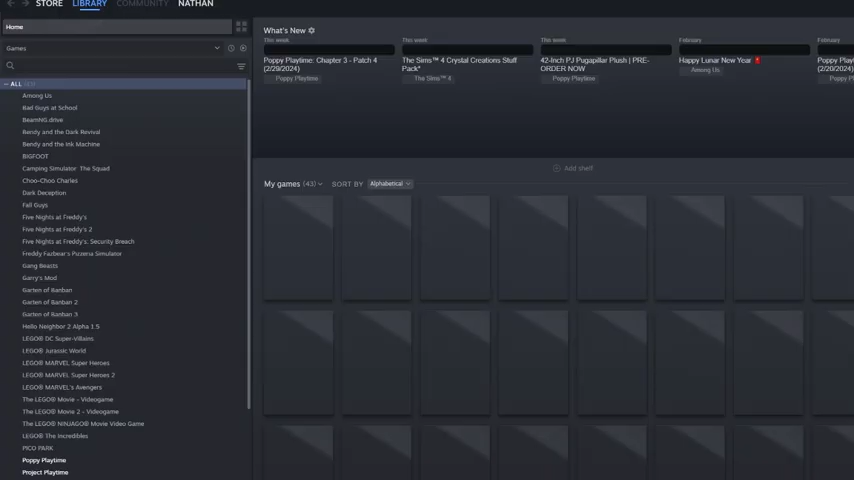 STORE LIBRARY COMMUNITY NATHAN
Home
Games
ALL
Among Us
Bad Guys at School
BeamNG.drive
Bendy and the Dark Revival
Bendy and the Ink Machine
BIGFOOT
Camping Simulator: The Squad
Choo-Choo Charles
Dark Deception
Fall Guys
Five Nights at Freddy's
Five Nights at Freddy's 2
Five Nights at Freddy's: Security Breach
Freddy Fazbear's Pizzeria Simulator
Gang Beasts
Garry's Mod
Garten of Banban
Garten of Banban 2
Garten of Banban 3
Hello Neighbor 2 Alpha 1.5
LEGO® DC Super-Villains
LEGO® Jurassic World
LEGO® MARVEL Super Heroes
LEGO® MARVEL Super Heroes 2
LEGO® MARVEL's Avengers
The LEGO® Movie - Videogame
The LEGO® Movie 2 - Videogame
The LEGO® NINJAGO® Movie Video Game
LEGO® The Incredibles
PICO PARK
Poppy Playtime
Project Playtime
What's New
This week
Poppy Playtime: Chapter 3 - Patch 4
(2/29/2024)
Poppy Playtime
This week
The Sims™ 4 Crystal Creations Stuff
Pack*
The Sims™ 4
This week
42-Inch PJ Pugapillar Plush | PRE-
ORDER NOW
Poppy Playtime
February
Happy Lunar New Year
Among Us
February
Poppy Play
(2/20/2024)
Poppy
Add shelf
My games (43) SORT BY Alphabetical